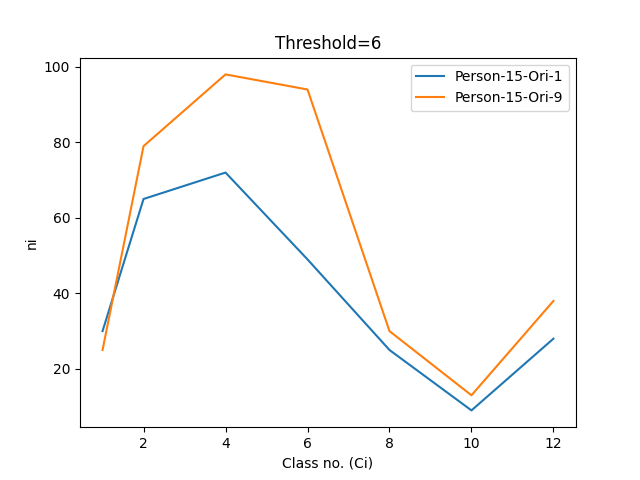 Threshold=6
Person-15-Ori-1
Person-15-Ori-9
100
80
60
40
20
ni
2 4 6 8 10 12
Class no. (Ci)